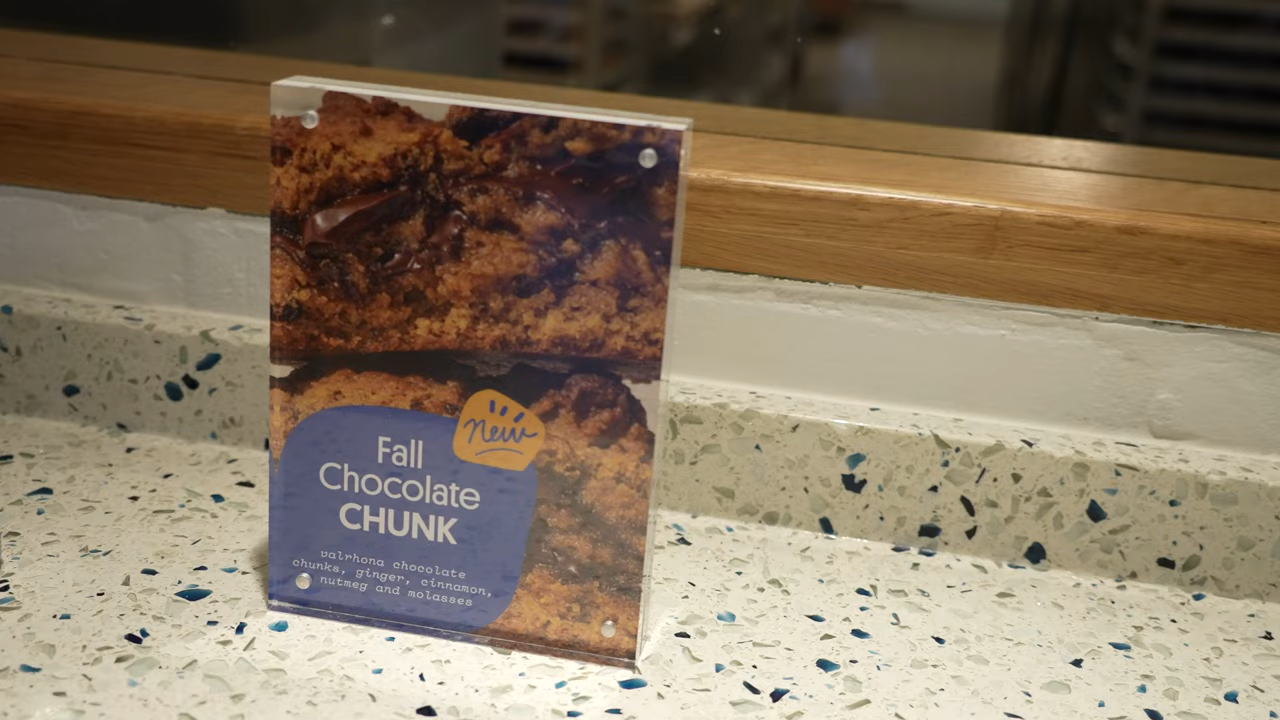 new
Fall
Chocolate
CHUNK
valrhona chocolate
chunks, ginger, cinnamon,
nutmeg and molasses